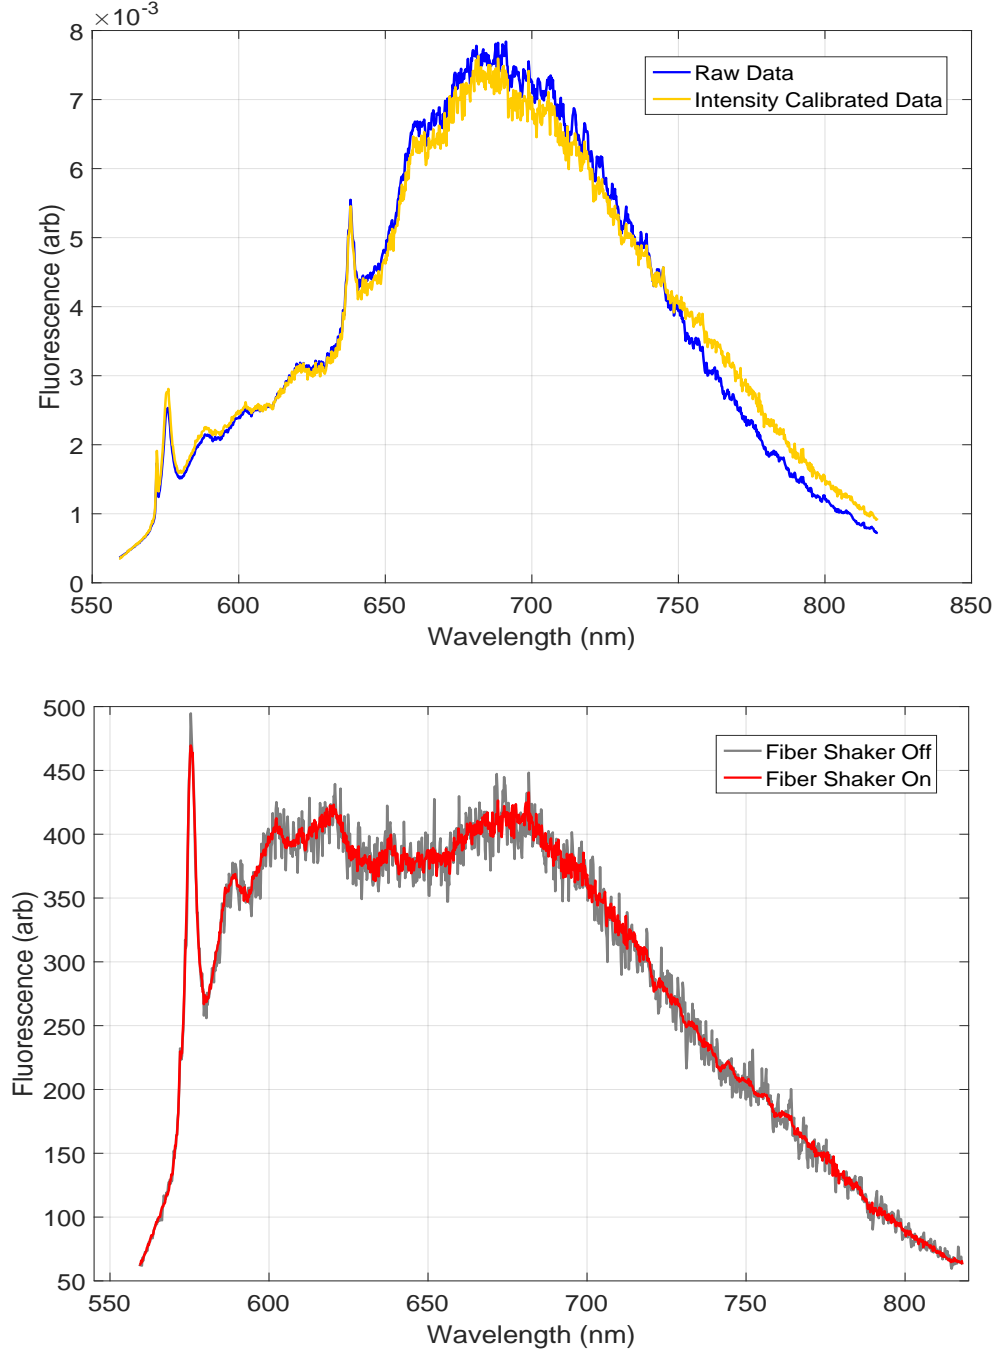 ×10-3
8
7
6
5
4
3
2
1
0
Fluorescence (arb)
Raw Data
Intensity Calibrated Data
550 600 650 700 750 800 850
Wavelength (nm)
500
450
400
350
300
250
200
150
100
50
Fluorescence (arb)
Fiber Shaker Off
Fiber Shaker On
550 600 650 700 750 800
Wavelength (nm)